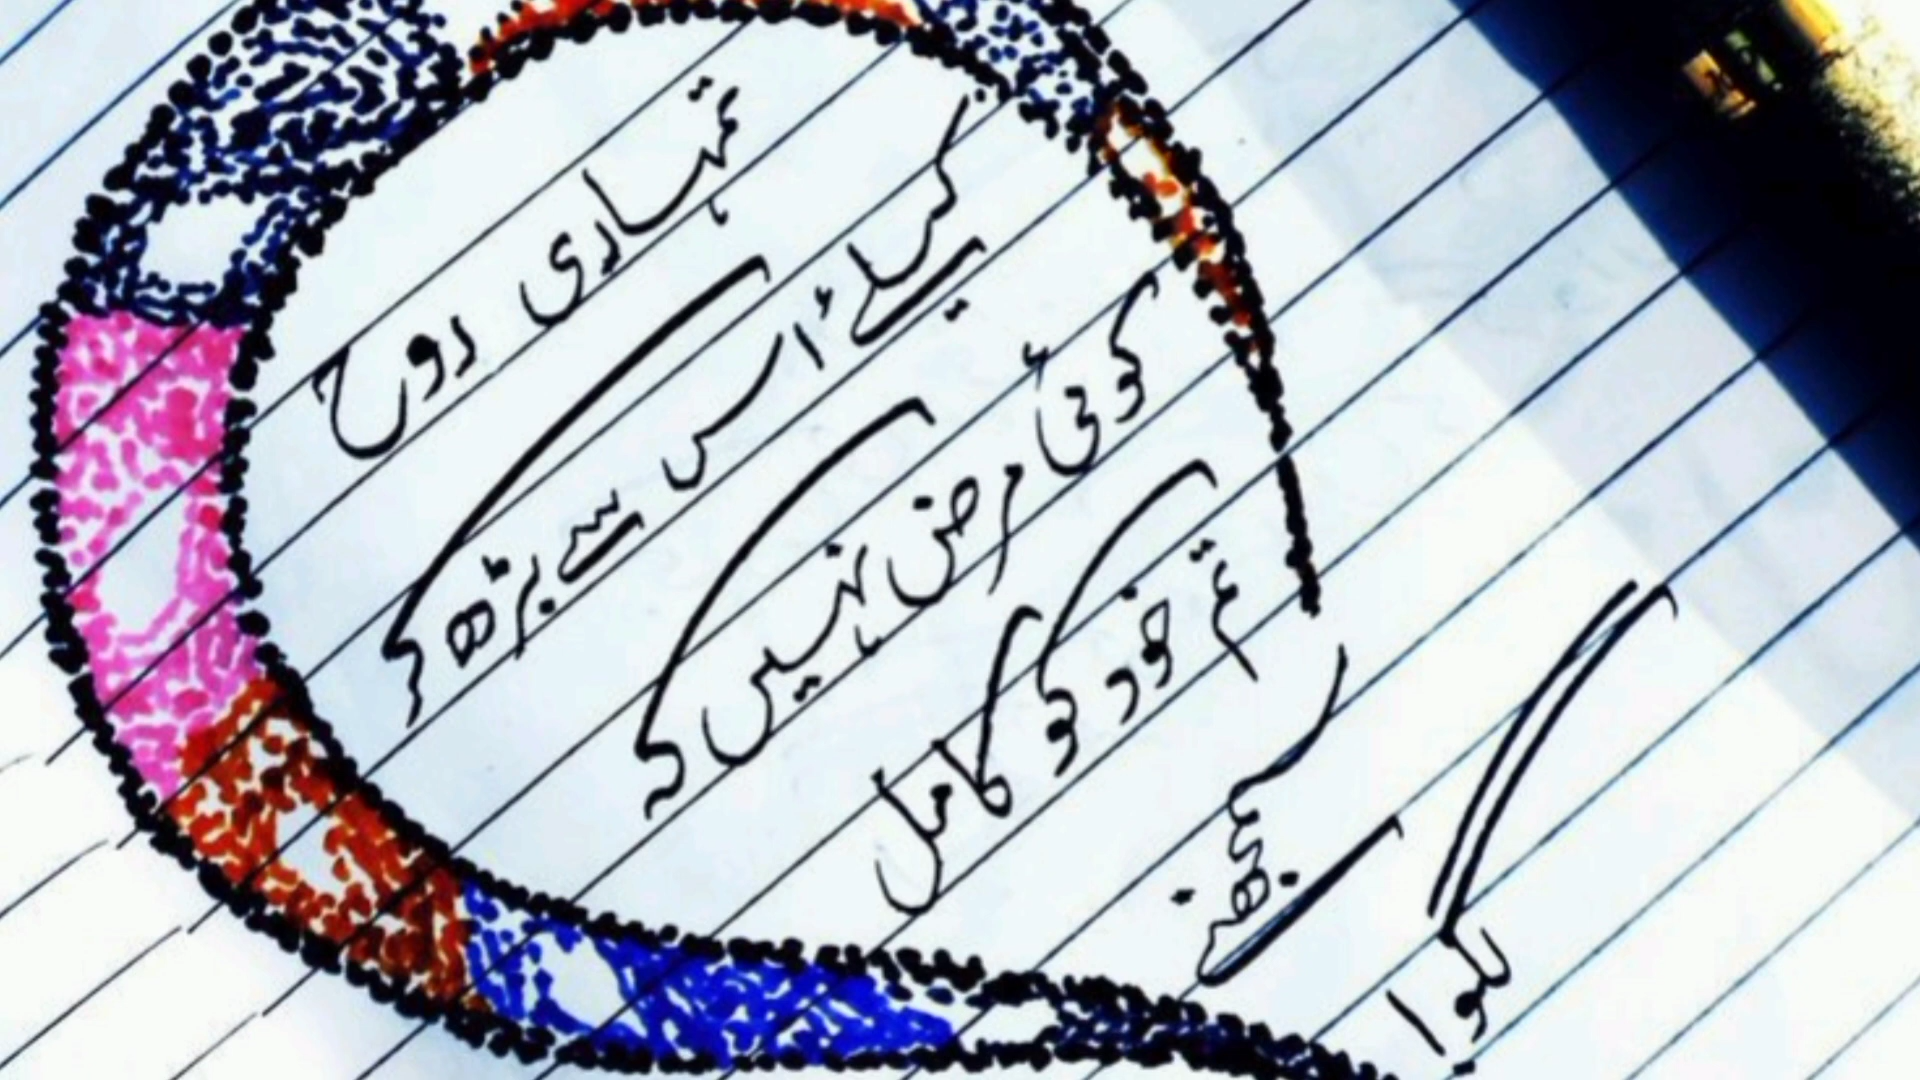 تمہاری روح
کیلئے اس سے بڑھ کر
کوئی مرض نہیں کہ
تم خود کو کامل
سمجھنے
لگو!